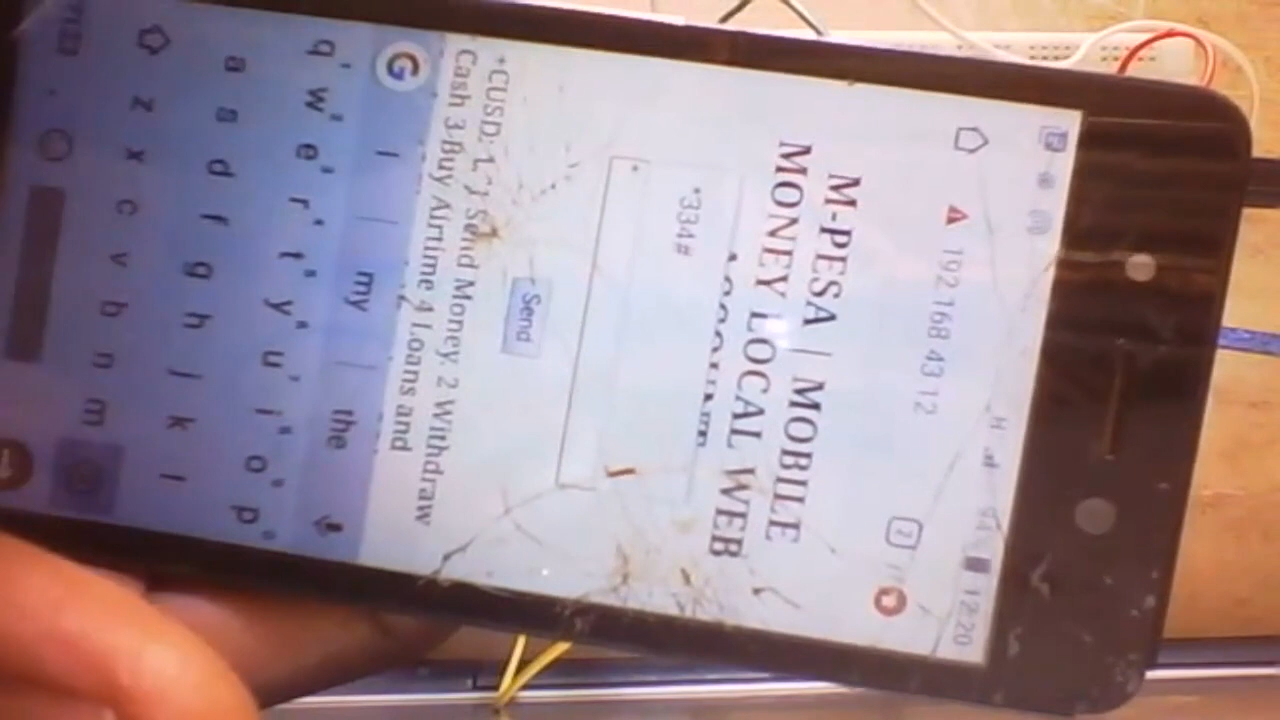 12:20
192.168.43.12
2
M-PESA | MOBILE
MONEY LOCAL WEB
*334#
Send
+CUSD: 1," Send Money. 2 Withdraw
Cash 3 Buy Airtime 4 Loans and
I my the
q w e r t y u i o p
a s d f g h j k l
z x c v b n m